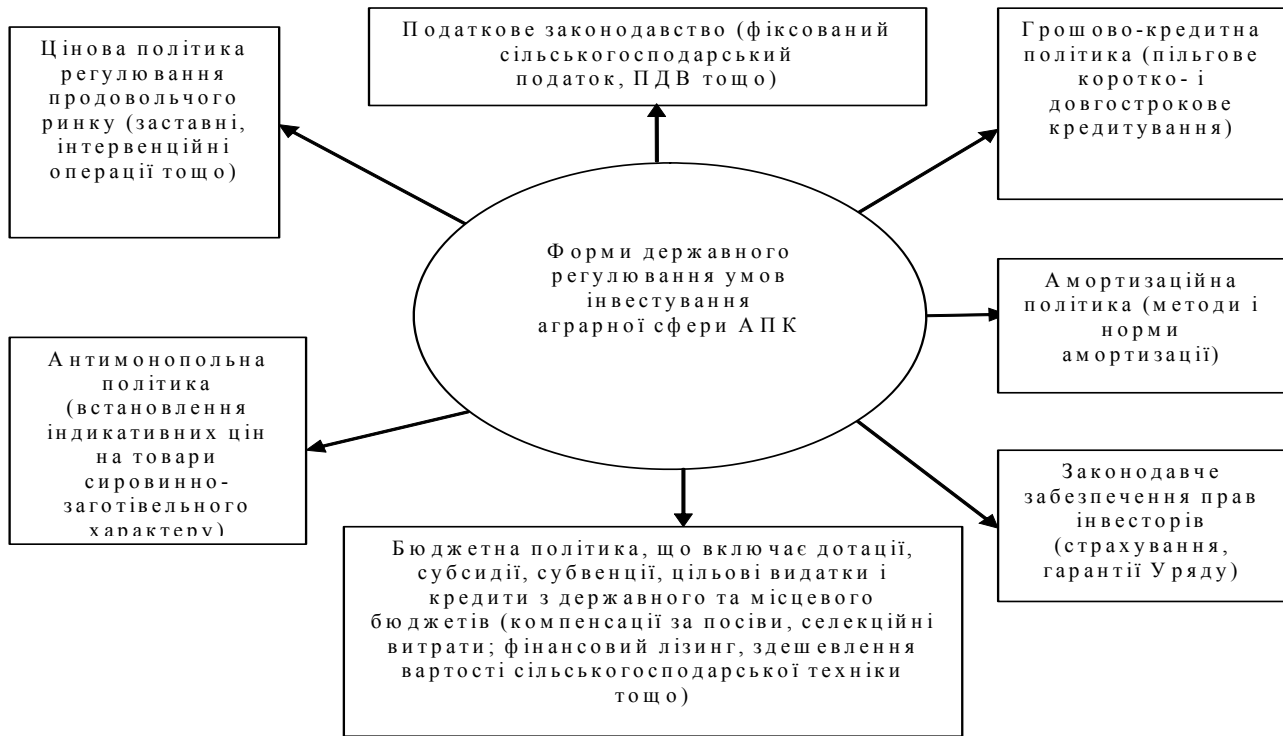 Цінова політика
регулювання
продовольчого
ринку (заставні,
інтервенційні
операції тощо)
Податкове законодавство (фіксований
сільськогосподарський
податок, ПДВ тощо)
Грошово-кредитна
політика (пільгове
коротко- і
довгострокове
кредитування)
Форми державного
регулювання умов
інвестування
аграрної сфери АПК
Амортизаційна
політика (методи і
норми
амортизації)
Антимонопольна
політика
(встановлення
індикативних цін
на товари
сировинно-
заготівельного
характеру)
Законодавче
забезпечення прав
інвесторів
(страхування,
гарантії Уряду)
Бюджетна політика, що включає дотації,
субсидії, субвенції, цільові видатки і
кредити з державного та місцевого
бюджетів (компенсації за посіви, селекційні
витрати; фінансовий лізинг, здешевлення
вартості сільськогосподарської техніки
тощо)